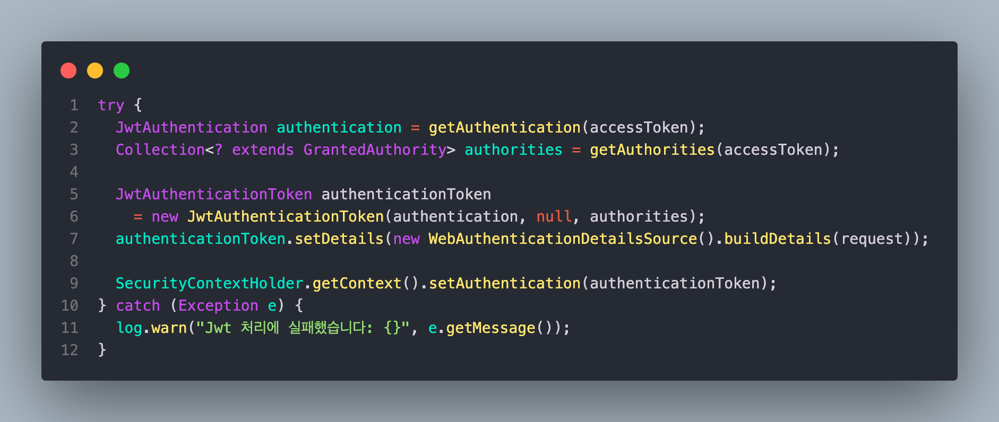 1 try {
2   JwtAuthentication authentication = getAuthentication(accessToken);
3   Collection<? extends GrantedAuthority> authorities = getAuthorities(accessToken);
4
5   JwtAuthenticationToken authenticationToken
6     = new JwtAuthenticationToken(authentication, null, authorities);
7   authenticationToken.setDetails(new WebAuthenticationDetailsSource().buildDetails(request));
8
9   SecurityContextHolder.getContext().setAuthentication(authenticationToken);
10 } catch (Exception e) {
11   log.warn("Jwt 처리에 실패했습니다: {}", e.getMessage());
12 }